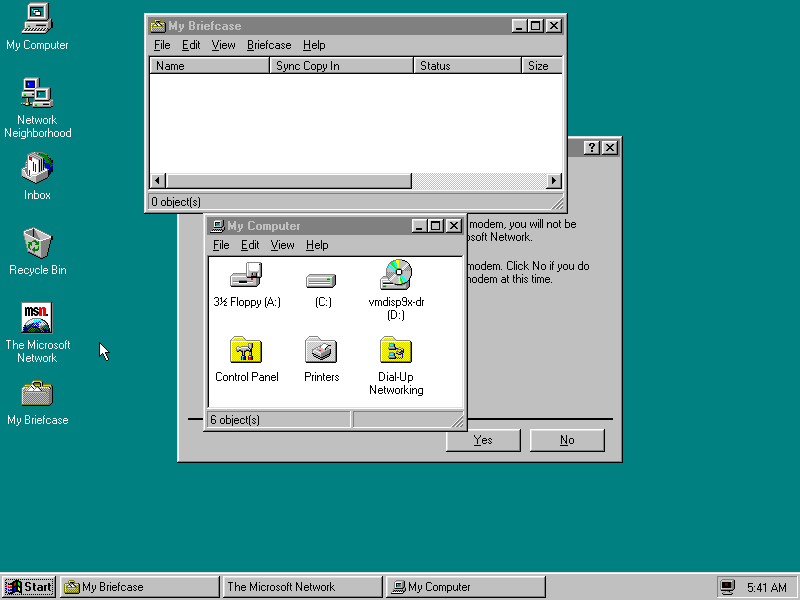 My Computer
Network
Neighborhood
Inbox
Recycle Bin
msn.
The Microsoft
Network
My Briefcase
My Briefcase
File Edit View Briefcase Help
Name Sync Copy In Status Size
0 object(s)
modem, you will not be
osoft Network.
modem. Click No if you do
modem at this time.
Yes No
My Computer
File Edit View Help
3½ Floppy (A:) (C:) vmdisp9x-dr
(D:)
Control Panel Printers Dial-Up
Networking
6 object(s)
Start My Briefcase The Microsoft Network My Computer 5:41 AM